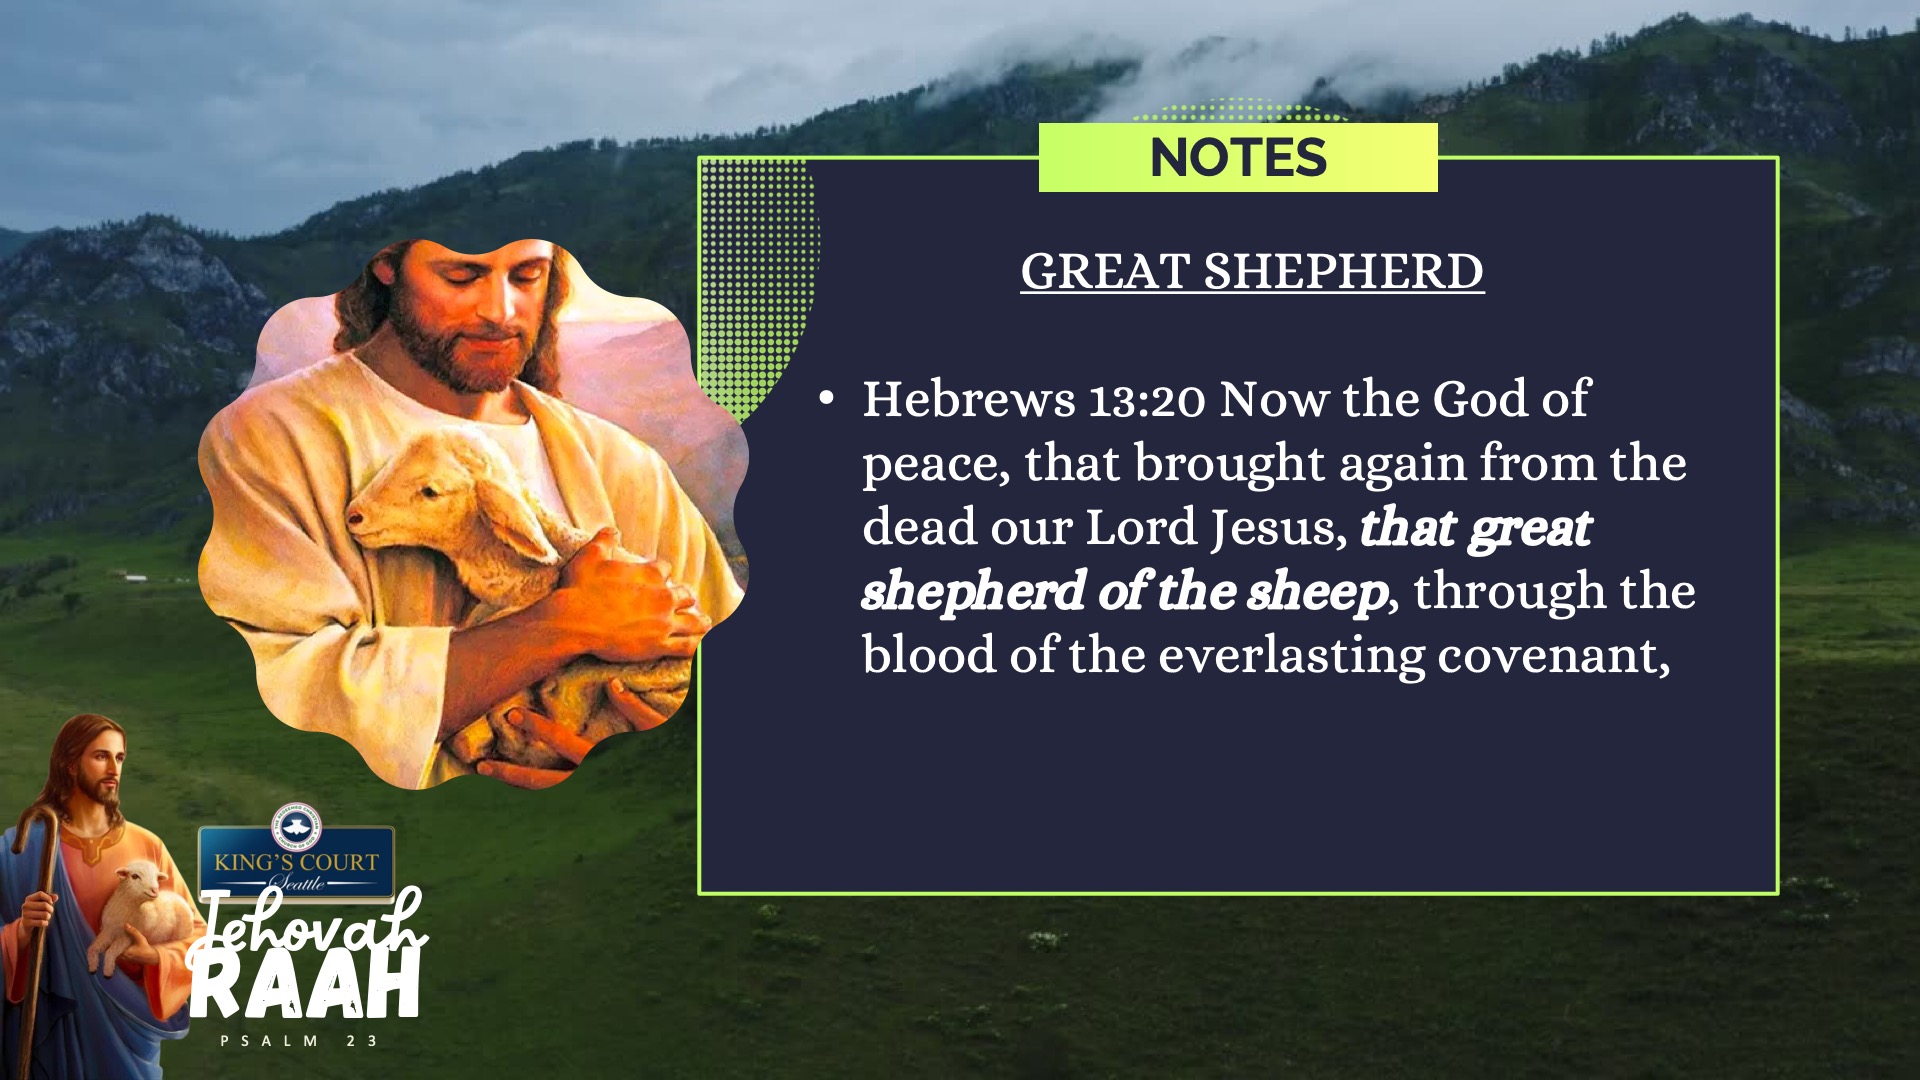 NOTES
GREAT SHEPHERD
• Hebrews 13:20 Now the God of
peace, that brought again from the
dead our Lord Jesus, that great
shepherd of the sheep, through the
blood of the everlasting covenant,
KING'S COURT
Seattle
Jehovah
RAAH
PSALM 23